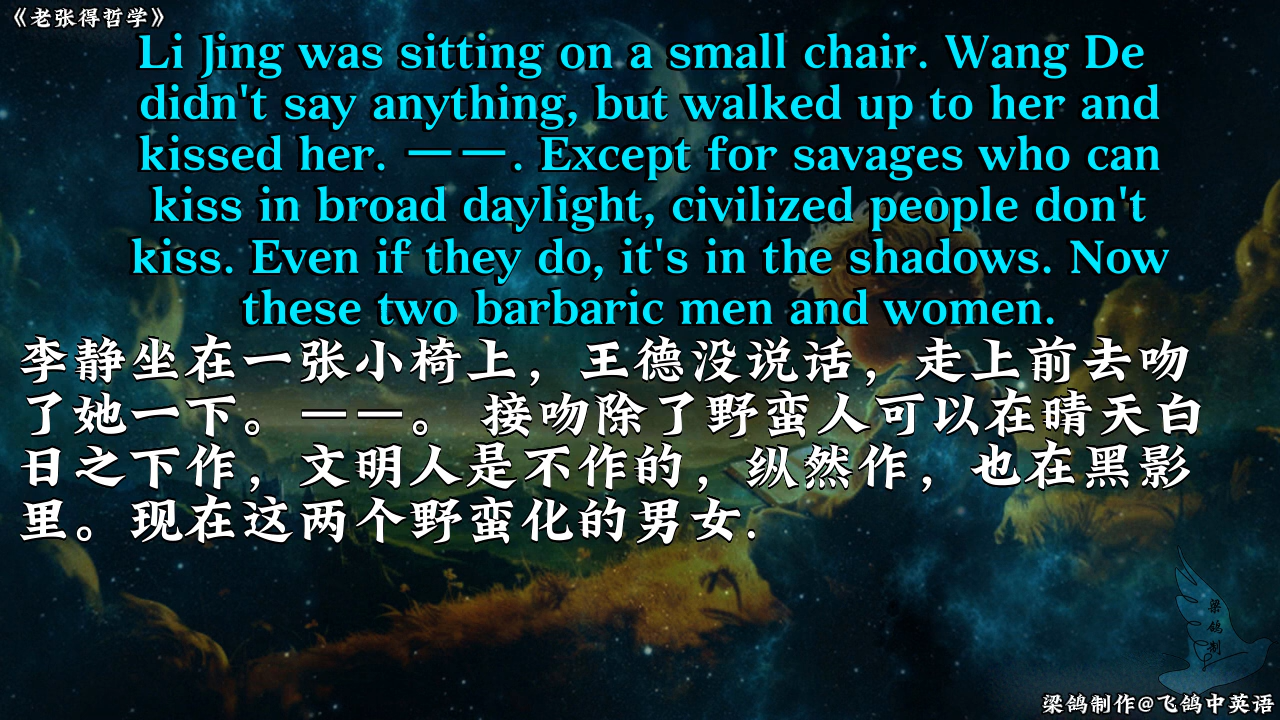 《老张得哲学》
Li Jing was sitting on a small chair. Wang De
didn't say anything, but walked up to her and
kissed her. ——. Except for savages who can
kiss in broad daylight, civilized people don't
kiss. Even if they do, it's in the shadows. Now
these two barbaric men and women.
李静坐在一张小椅上，王德没说话，走上前去吻
了她一下。——。 接吻除了野蛮人可以在晴天白
日之下作，文明人是不作的，纵然作，也在黑影
里。现在这两个野蛮化的男女.
梁鸽制
梁鸽制作@飞鸽中英语